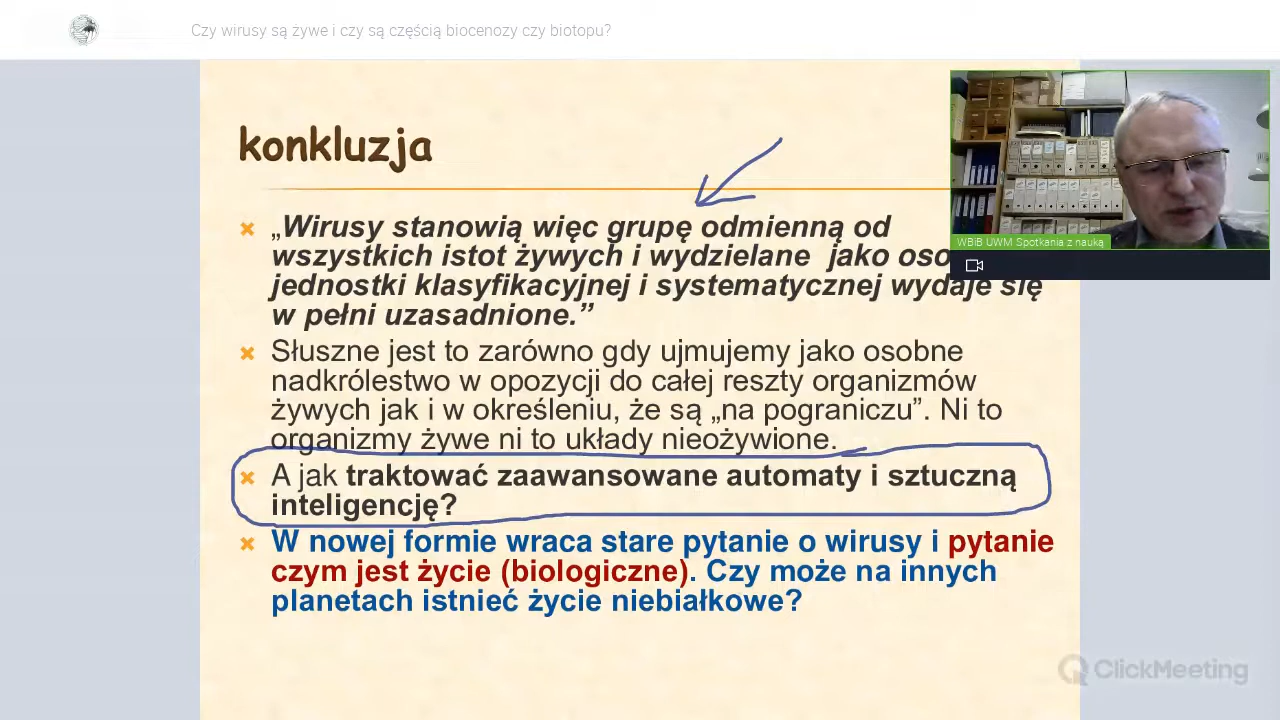 Czy wirusy są żywe i czy są częścią biocenozy czy biotopu?
konkluzja
„Wirusy stanowią więc grupę odmienną od
wszystkich istot żywych i wydzielane jako oso
jednostki klasyfikacyjnej i systematycznej wydaje się
w pełni uzasadnione.”
Słuszne jest to zarówno gdy ujmujemy jako osobne
nadkrólestwo w opozycji do całej reszty organizmów
żywych jak i w określeniu, że są „na pograniczu”. Ni to
organizmy żywe ni to układy nieożywione.
A jak traktować zaawansowane automaty i sztuczną
inteligencję?
W nowej formie wraca stare pytanie o wirusy i pytanie
czym jest życie (biologiczne). Czy może na innych
planetach istnieć życie niebiałkowe?
WBiB UWM Spotkania z nauką
ClickMeeting